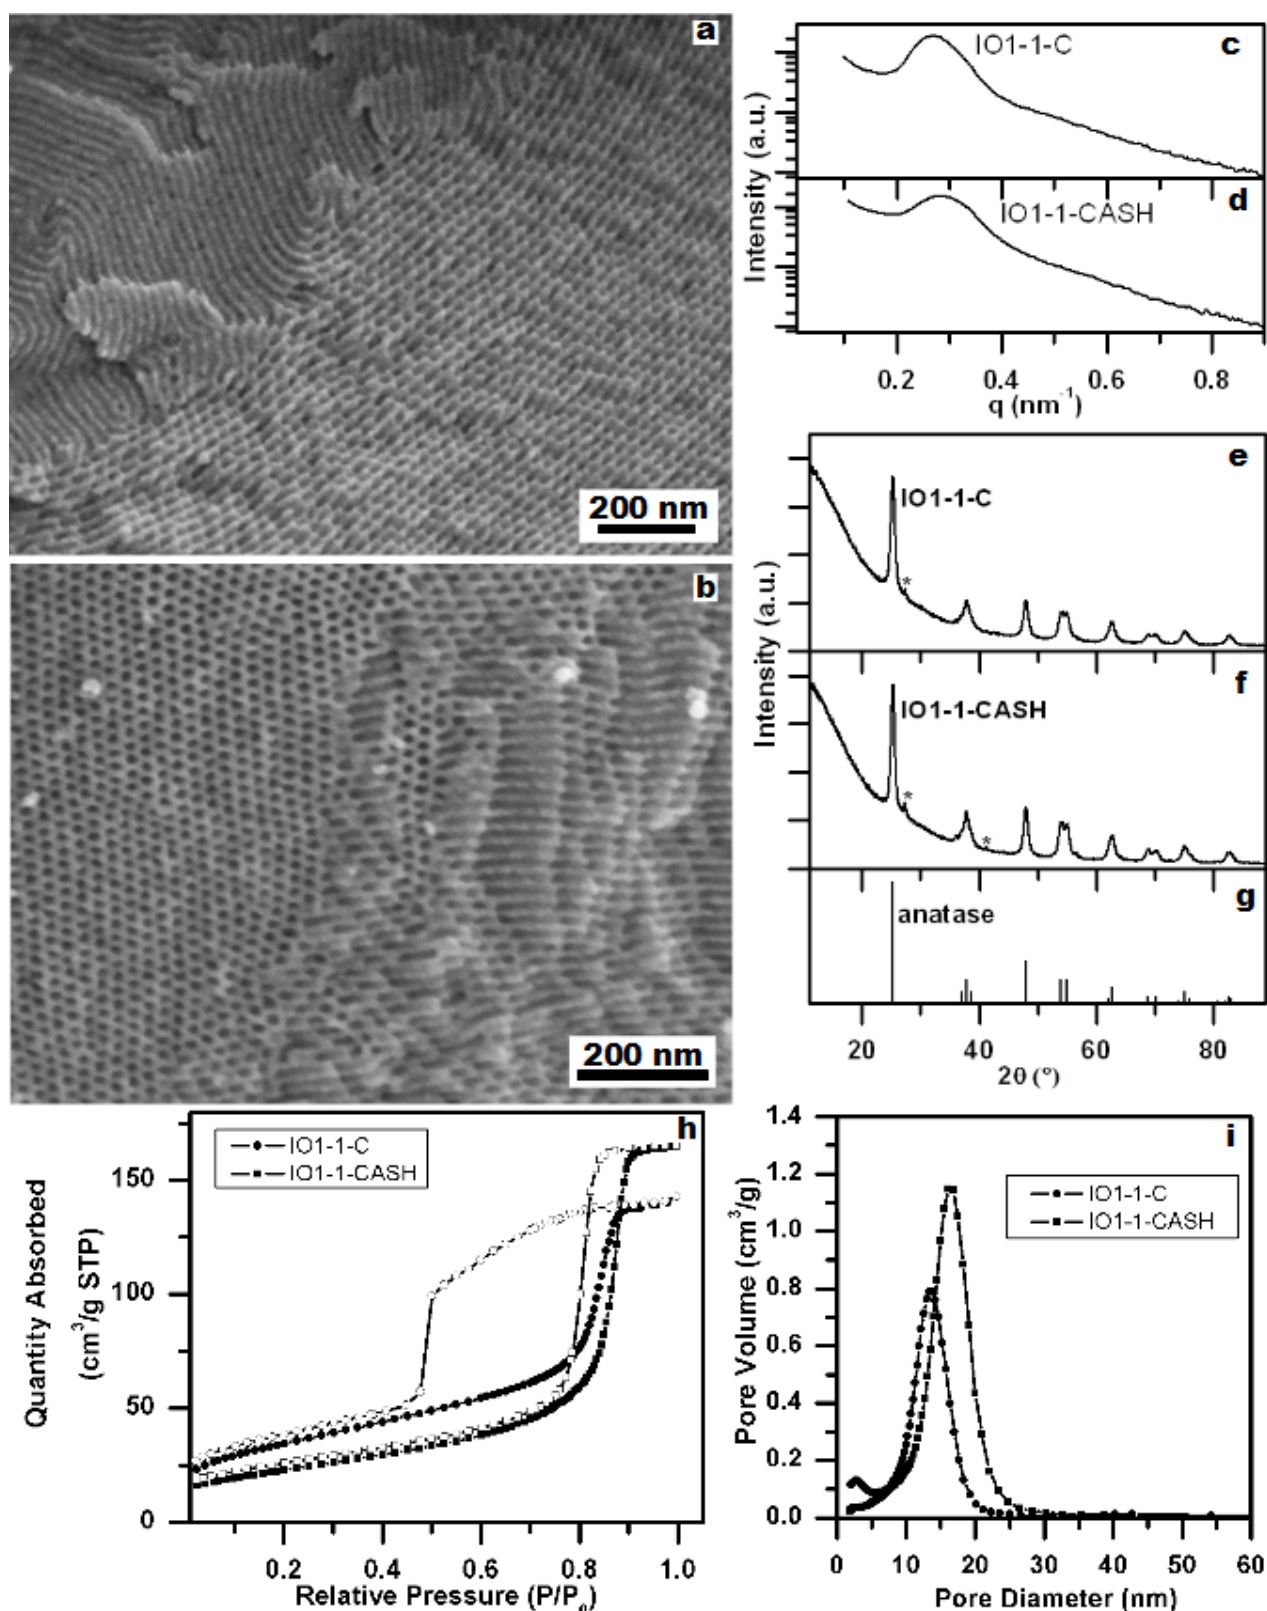 a
200 nm
b
200 nm
c
IO1-1-C
d
IO1-1-CASH
Intensity (a.u.)
0.2 0.4 0.6 0.8
q (nm⁻¹)
e
IO1-1-C
*
f
IO1-1-CASH
*
*
Intensity (a.u.)
g
anatase
20 40 60 80
2θ (°)
h
IO1-1-C
IO1-1-CASH
150
100
50
0
Quantity Absorbed
(cm³/g STP)
0.2 0.4 0.6 0.8 1.0
Relative Pressure (P/P₀)
i
IO1-1-C
IO1-1-CASH
1.4
1.2
1.0
0.8
0.6
0.4
0.2
0.0
Pore Volume (cm³/g)
0 10 20 30 40 50 60
Pore Diameter (nm)